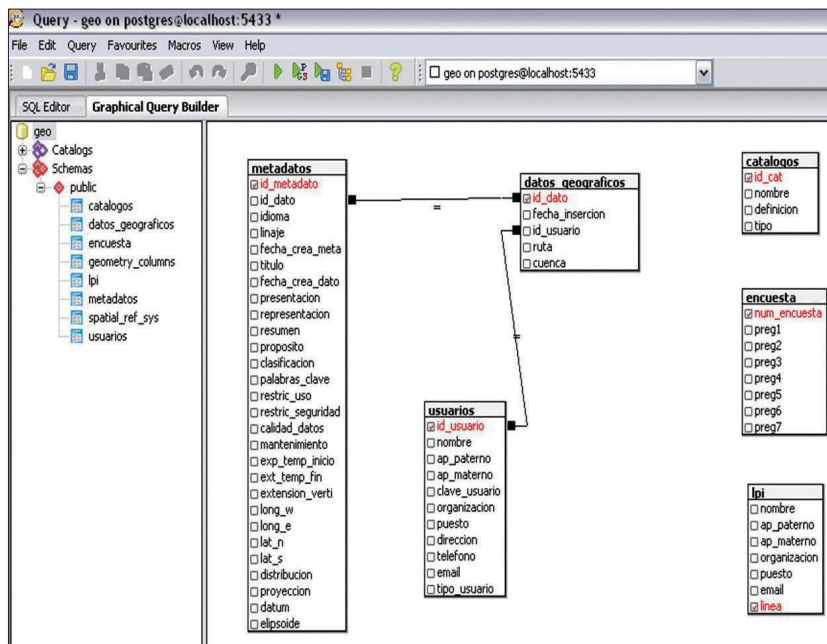 Query - geo on postgres@localhost:5433 *
File Edit Query Favourites Macros View Help
geo on postgres@localhost:5433
SQL Editor Graphical Query Builder
geo
Catalogs
Schemas
public
catalogos
datos_geograficos
encuesta
geometry_columns
lpi
metadatos
spatial_ref_sys
usuarios
metadatos
id_metadato
id_dato
idioma
linaje
fecha_crea_meta
titulo
fecha_crea_dato
presentacion
representacion
resumen
proposito
clasificacion
palabras_clave
restric_uso
restric_seguridad
calidad_datos
mantenimiento
exp_temp_inicio
ext_temp_fin
extension_verti
long_w
long_e
lat_n
lat_s
distribucion
proyeccion
datum
elipsoide
=
datos_geograficos
id_dato
fecha_insercion
id_usuario
ruta
cuenca
=
usuarios
id_usuario
nombre
ap_paterno
ap_materno
clave_usuario
organizacion
puesto
direccion
telefono
email
tipo_usuario
catalogos
id_cat
nombre
definicion
tipo
encuesta
num_encuesta
preg1
preg2
preg3
preg4
preg5
preg6
preg7
lpi
nombre
ap_paterno
ap_materno
organizacion
puesto
email
linea